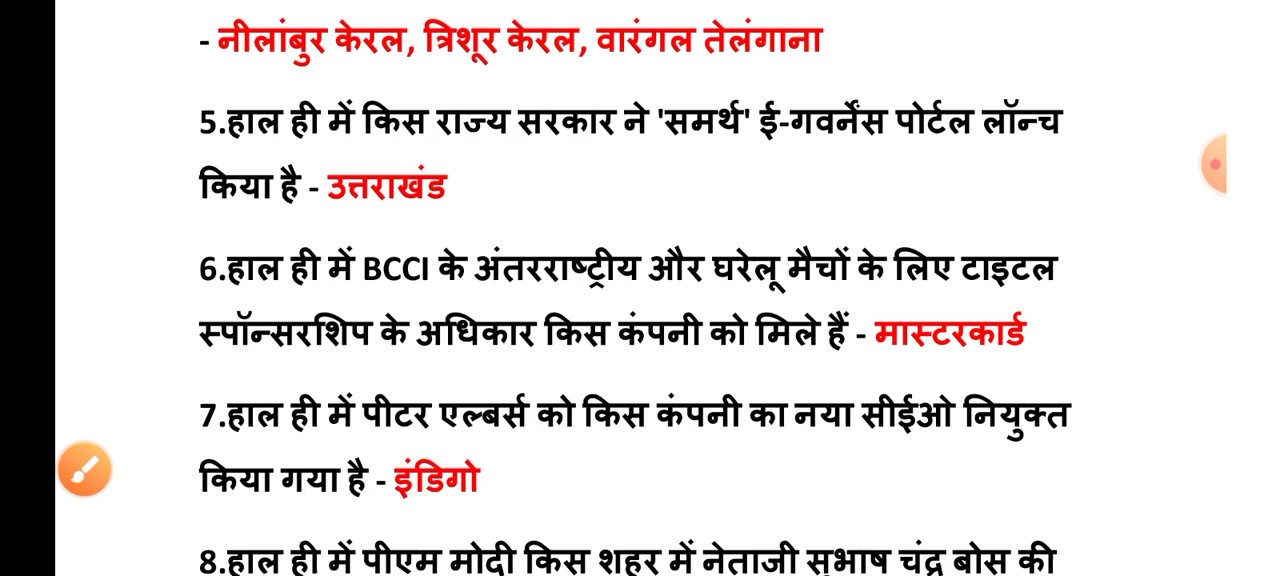 - नीलांबुर केरल, त्रिशूर केरल, वारंगल तेलंगाना
5.हाल ही में किस राज्य सरकार ने 'समर्थ' ई-गवर्नेंस पोर्टल लॉन्च
किया है - उत्तराखंड
6.हाल ही में BCCI के अंतरराष्ट्रीय और घरेलू मैचों के लिए टाइटल
स्पॉन्सरशिप के अधिकार किस कंपनी को मिले हैं - मास्टरकार्ड
7.हाल ही में पीटर एल्बर्स को किस कंपनी का नया सीईओ नियुक्त
किया गया है - इंडिगो
8.हाल ही में पीएम मोदी किस शहर में नेताजी सुभाष चंद्र बोस की